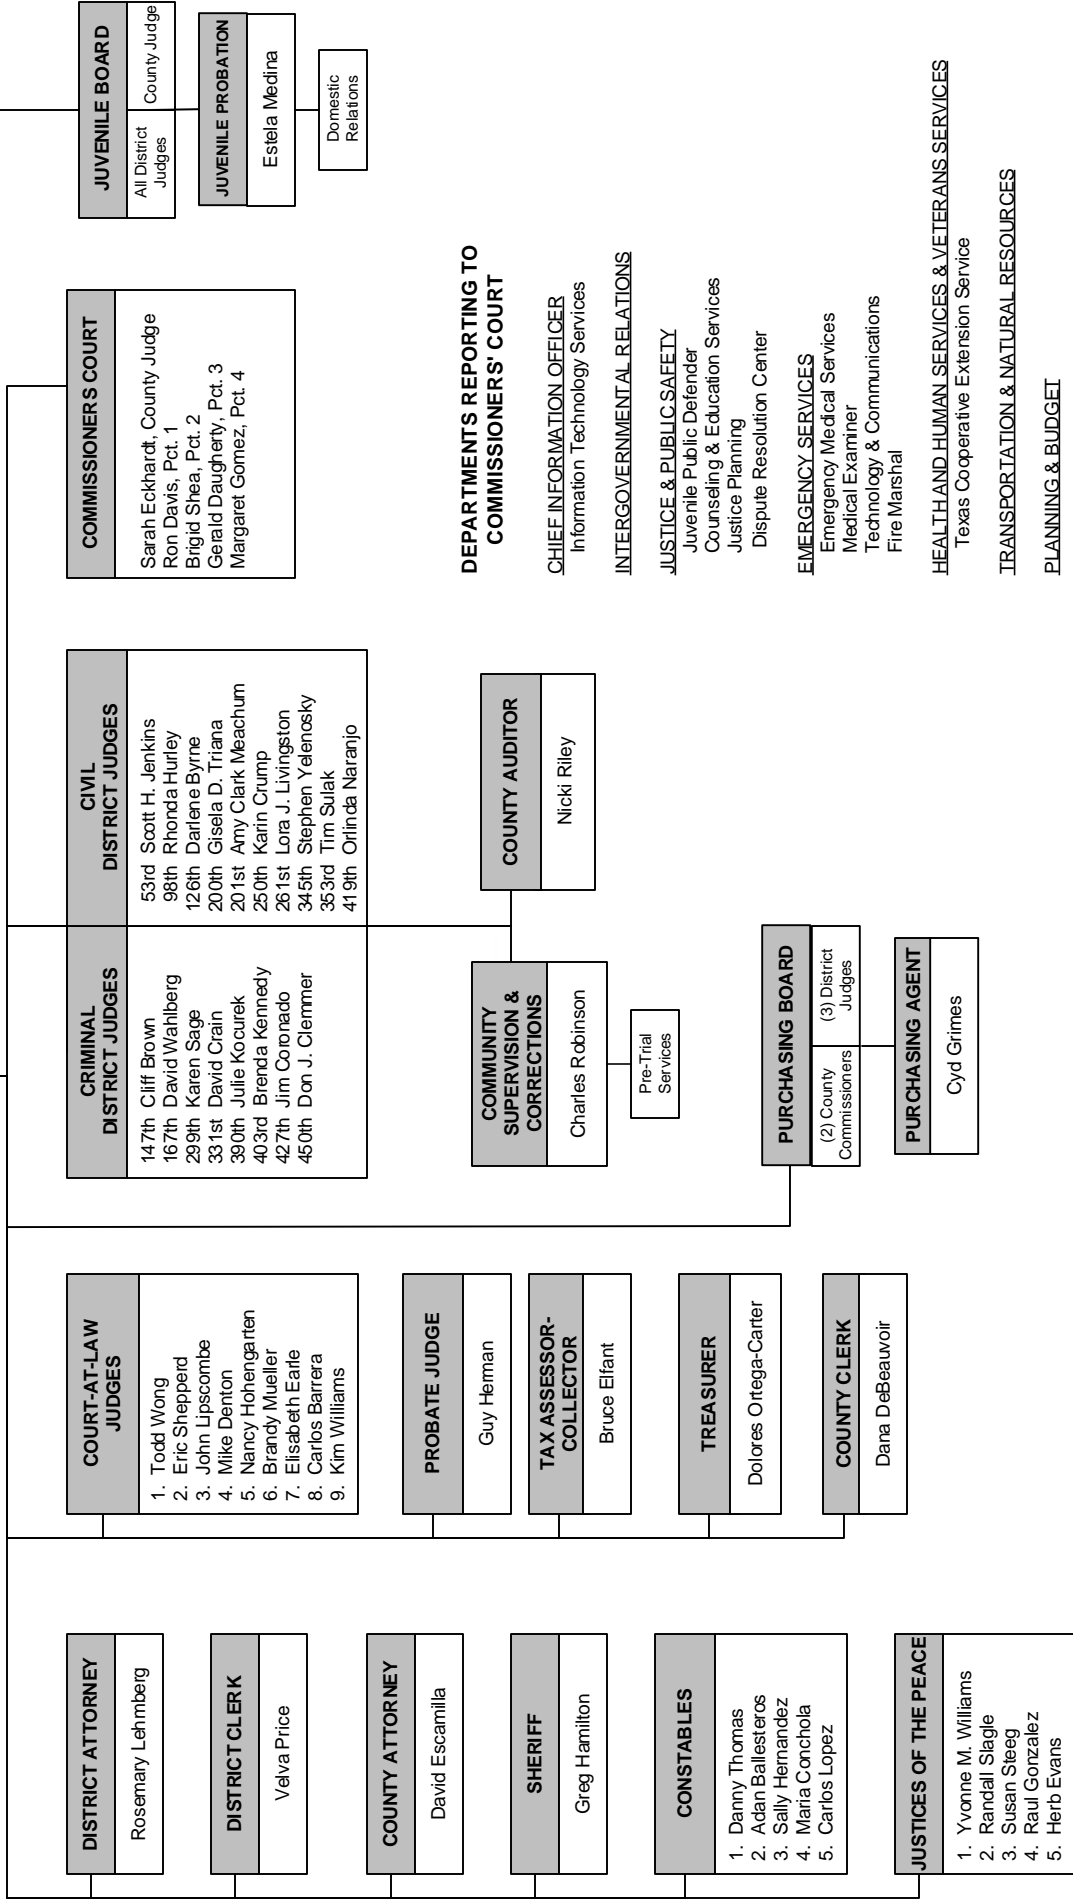 DISTRICT ATTORNEY
Rosemary Lehmberg
DISTRICT CLERK
Velva Price
COUNTY ATTORNEY
David Escamilla
SHERIFF
Greg Hamilton
CONSTABLES
1. Danny Thomas
2. Adan Ballesteros
3. Sally Hernandez
4. Maria Conchola
5. Carlos Lopez
JUSTICES OF THE PEACE
1. Yvonne M. Williams
2. Randall Slagle
3. Susan Steeg
4. Raul Gonzalez
5. Herb Evans
COURT-AT-LAW
JUDGES
1. Todd Wong
2. Eric Shepperd
3. John Lipscombe
4. Mike Denton
5. Nancy Hohengarten
6. Brandy Mueller
7. Elisabeth Earle
8. Carlos Barrera
9. Kim Williams
PROBATE JUDGE
Guy Herman
TAX ASSESSOR-
COLLECTOR
Bruce Elfant
TREASURER
Dolores Ortega-Carter
COUNTY CLERK
Dana DeBeauvoir
CRIMINAL
DISTRICT JUDGES
147th Cliff Brown
167th David Wahlberg
299th Karen Sage
331st David Crain
390th Julie Kocurek
403rd Brenda Kennedy
427th Jim Coronado
450th Don J. Clemmer
CIVIL
DISTRICT JUDGES
53rd Scott H. Jenkins
98th Rhonda Hurley
126th Darlene Byrne
200th Gisela D. Triana
201st Amy Clark Meachum
250th Karin Crump
261st Lora J. Livingston
345th Stephen Yelenosky
353rd Tim Sulak
419th Orlinda Naranjo
COMMUNITY
SUPERVISION &
CORRECTIONS
Charles Robinson
Pre-Trial
Services
COUNTY AUDITOR
Nicki Riley
PURCHASING BOARD
(2) County
Commissioners
(3) District
Judges
PURCHASING AGENT
Cyd Grimes
COMMISSIONERS COURT
Sarah Eckhardt, County Judge
Ron Davis, Pct. 1
Brigid Shea, Pct. 2
Gerald Daugherty, Pct. 3
Margaret Gomez, Pct. 4
JUVENILE BOARD
All District
Judges
County Judge
JUVENILE PROBATION
Estela Medina
Domestic
Relations
DEPARTMENTS REPORTING TO
COMMISSIONERS' COURT
CHIEF INFORMATION OFFICER
Information Technology Services
INTERGOVERNMENTAL RELATIONS
JUSTICE & PUBLIC SAFETY
Juvenile Public Defender
Counseling & Education Services
Justice Planning
Dispute Resolution Center
EMERGENCY SERVICES
Emergency Medical Services
Medical Examiner
Technology & Communications
Fire Marshal
HEALTH AND HUMAN SERVICES & VETERANS SERVICES
Texas Cooperative Extension Service
TRANSPORTATION & NATURAL RESOURCES
PLANNING & BUDGET